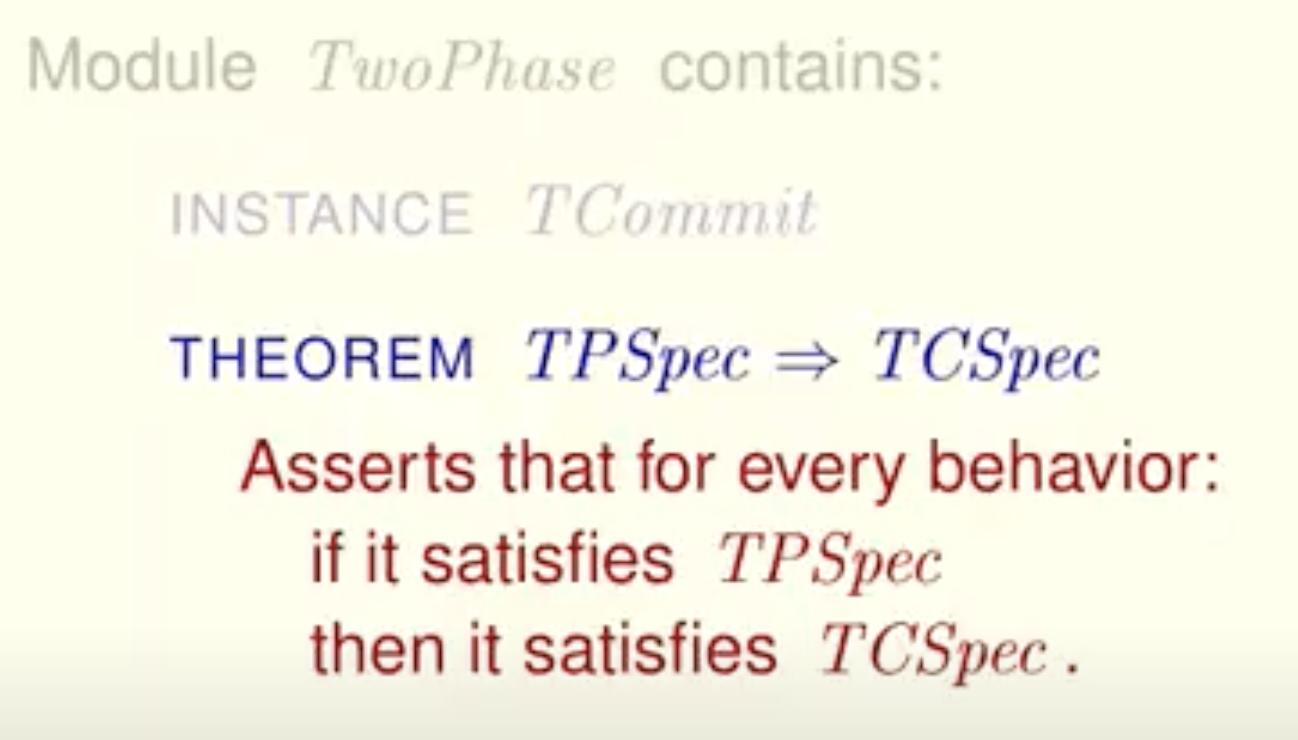 Module TwoPhase contains:
INSTANCE TCommit
THEOREM TPSpec ⇒ TCSpec
Asserts that for every behavior:
if it satisfies TPSpec
then it satisfies TCSpec .